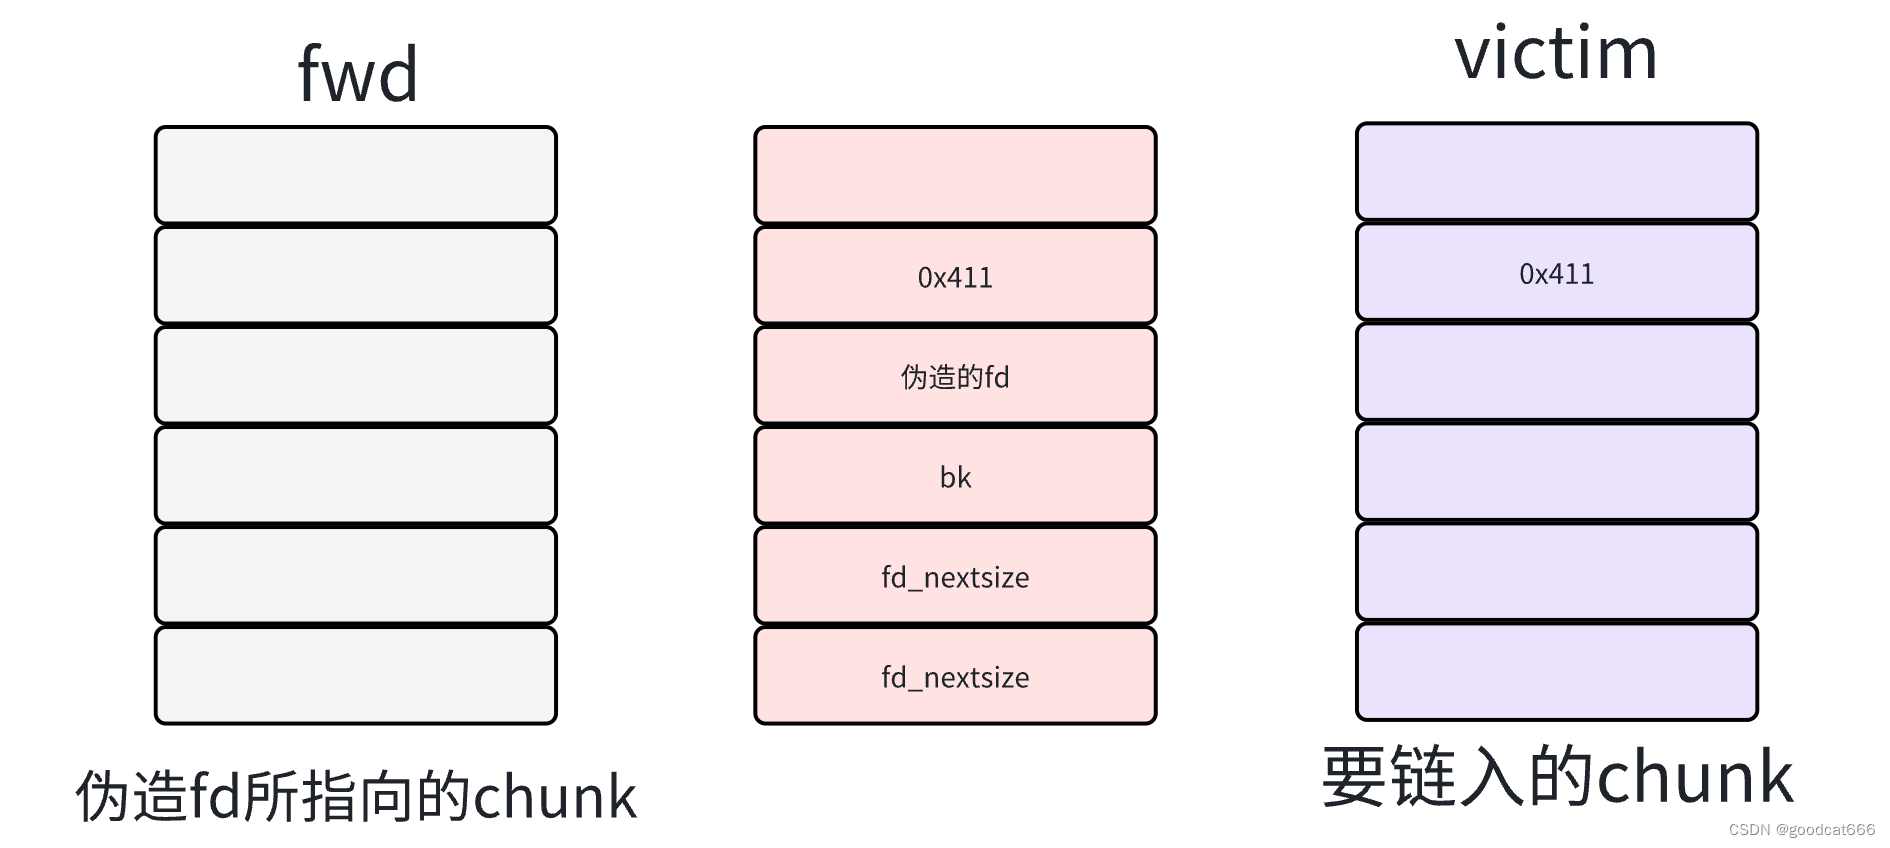 fwd
victim
0x411
0x411
伪造的fd
bk
fd_nextsize
fd_nextsize
伪造fd所指向的chunk
要链入的chunk
CSDN @goodcat666